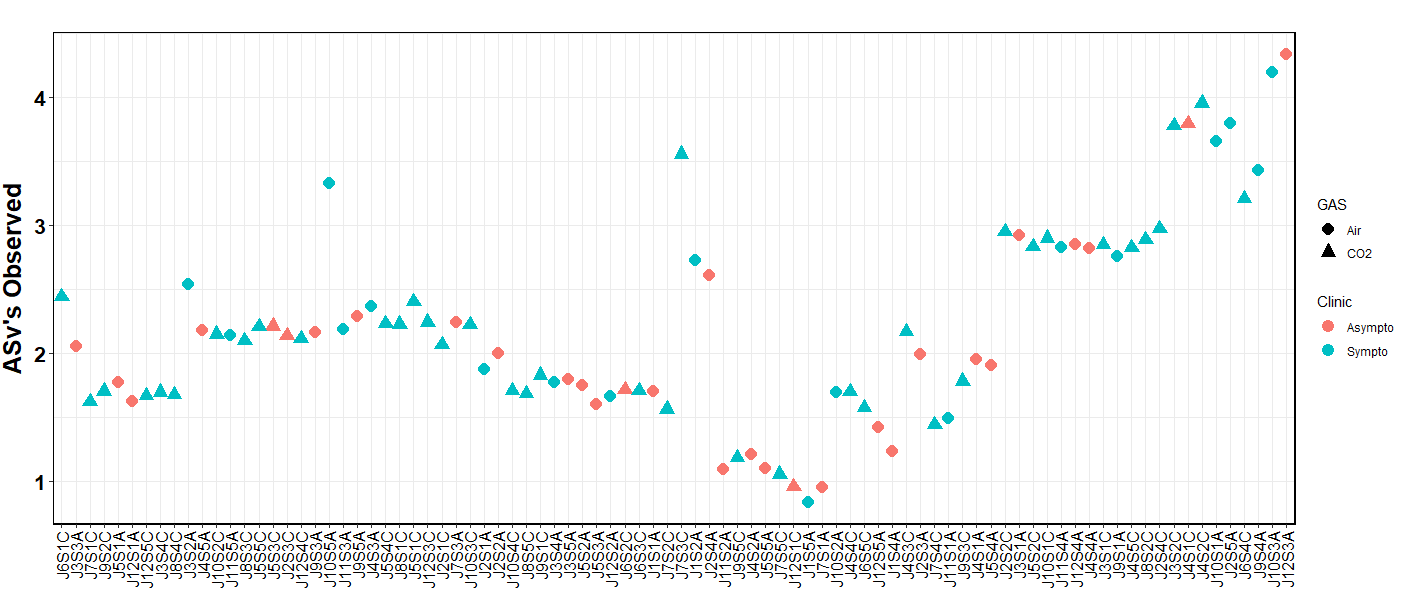 ASv's Observed
4
3
2
1
J6S1C
J3S3A
J7S1C
J9S2C
J5S1A
J12S1A
J12S5C
J3S4C
J8S4C
J3S2A
J4S5A
J10S2C
J11S5A
J8S3C
J5S5C
J5S3C
J2S3C
J12S4C
J9S3A
J10S5A
J11S3A
J9S5A
J4S3A
J5S4C
J8S1C
J5S1C
J12S3C
J2S1C
J7S3A
J10S3C
J2S1A
J2S2A
J10S4C
J8S5C
J9S1C
J3S4A
J3S5A
J5S2A
J5S3A
J12S2A
J6S2C
J6S3C
J1S1A
J7S2C
J7S3C
J1S2A
J2S4A
J11S2A
J9S5C
J4S2A
J5S5A
J7S5C
J12S1C
J1S5A
J7S1A
J10S2A
J4S4C
J6S5C
J12S5A
J1S4A
J4S3C
J2S3A
J7S4C
J11S1A
J9S3C
J4S1A
J5S4A
J2S2C
J3S1A
J5S2C
J10S1C
J11S4A
J12S4A
J4S4A
J3S1C
J9S1A
J4S5C
J8S2C
J2S4C
J3S2C
J4S1C
J4S2C
J10S1A
J2S5A
J6S4C
J9S4A
J10S3A
J12S3A
GAS
Air
CO2
Clinic
Asympto
Sympto